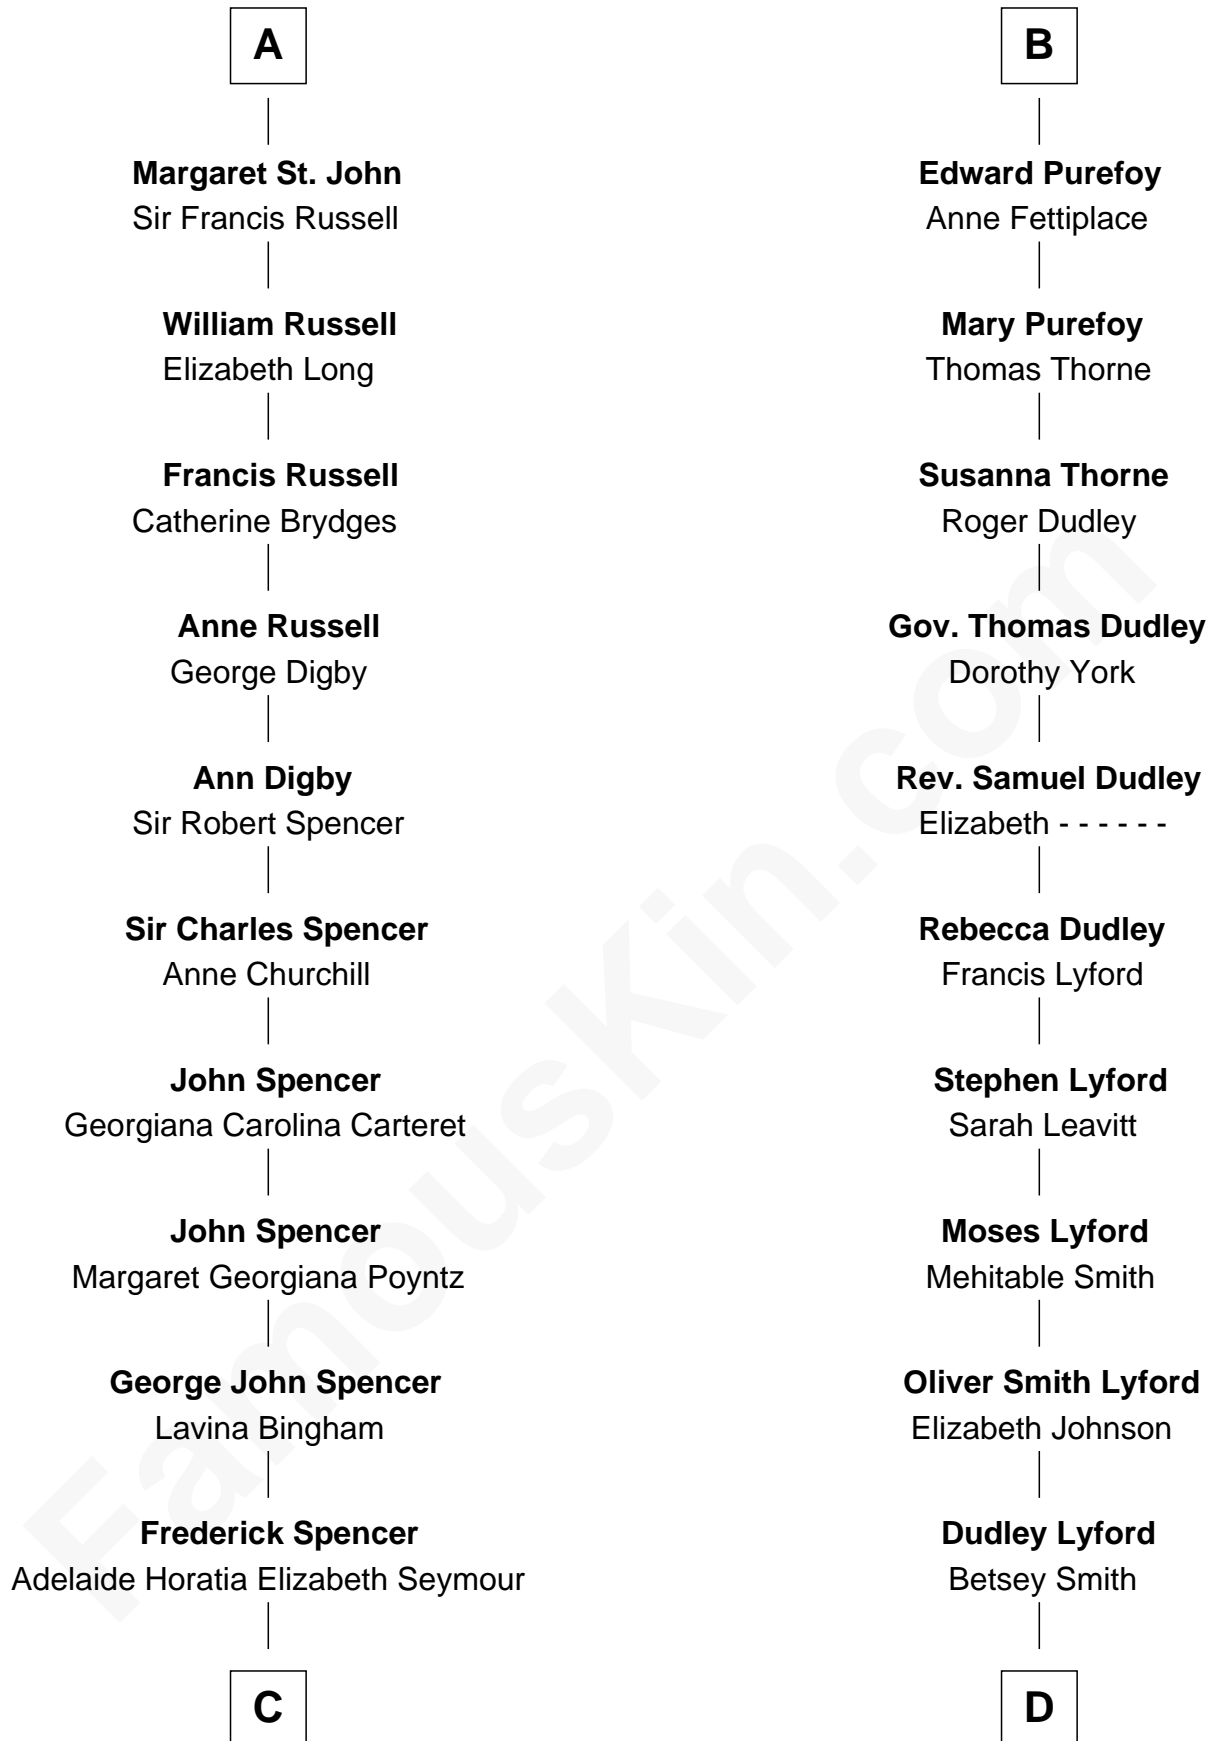 A
Margaret St. John
Sir Francis Russell
William Russell
Elizabeth Long
Francis Russell
Catherine Brydges
Anne Russell
George Digby
Ann Digby
Sir Robert Spencer
Sir Charles Spencer
Anne Churchill
John Spencer
Georgiana Carolina Carteret
John Spencer
Margaret Georgiana Poyntz
George John Spencer
Lavina Bingham
Frederick Spencer
Adelaide Horatia Elizabeth Seymour
C
B
Edward Purefoy
Anne Fettiplace
Mary Purefoy
Thomas Thorne
Susanna Thorne
Roger Dudley
Gov. Thomas Dudley
Dorothy York
Rev. Samuel Dudley
Elizabeth - - - - - -
Rebecca Dudley
Francis Lyford
Stephen Lyford
Sarah Leavitt
Moses Lyford
Mehitable Smith
Oliver Smith Lyford
Elizabeth Johnson
Dudley Lyford
Betsey Smith
D
FamousKin.com